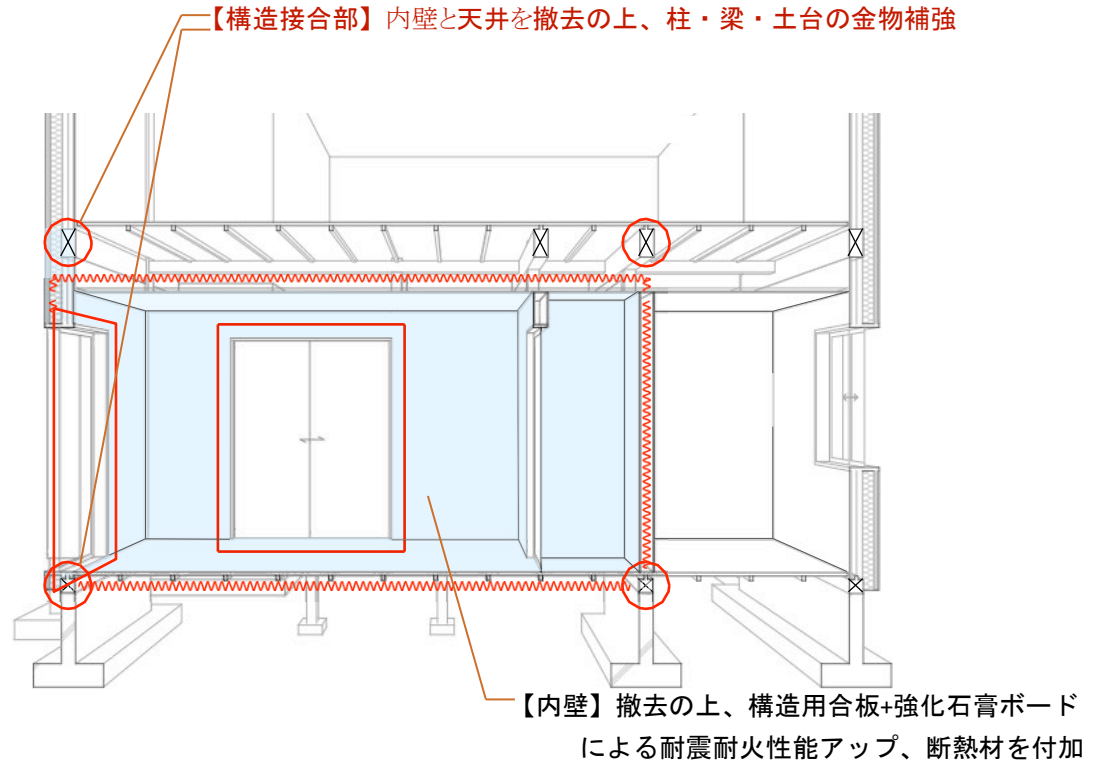 【構造接合部】内壁と天井を撤去の上、柱・梁・土台の金物補強
【内壁】撤去の上、構造用合板+強化石膏ボード
による耐震耐火性能アップ、断熱材を付加